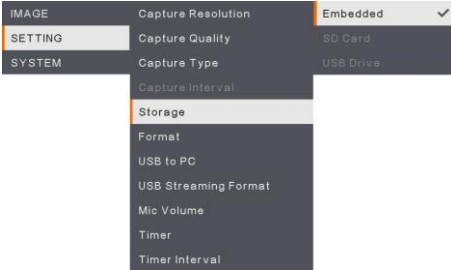 IMAGE
SETTING
SYSTEM
Capture Resolution
Capture Quality
Capture Type
Capture Interval
Storage
Format
USB to PC
USB Streaming Format
Mic Volume
Timer
Timer Interval
Embedded
SD Card
USB Drive